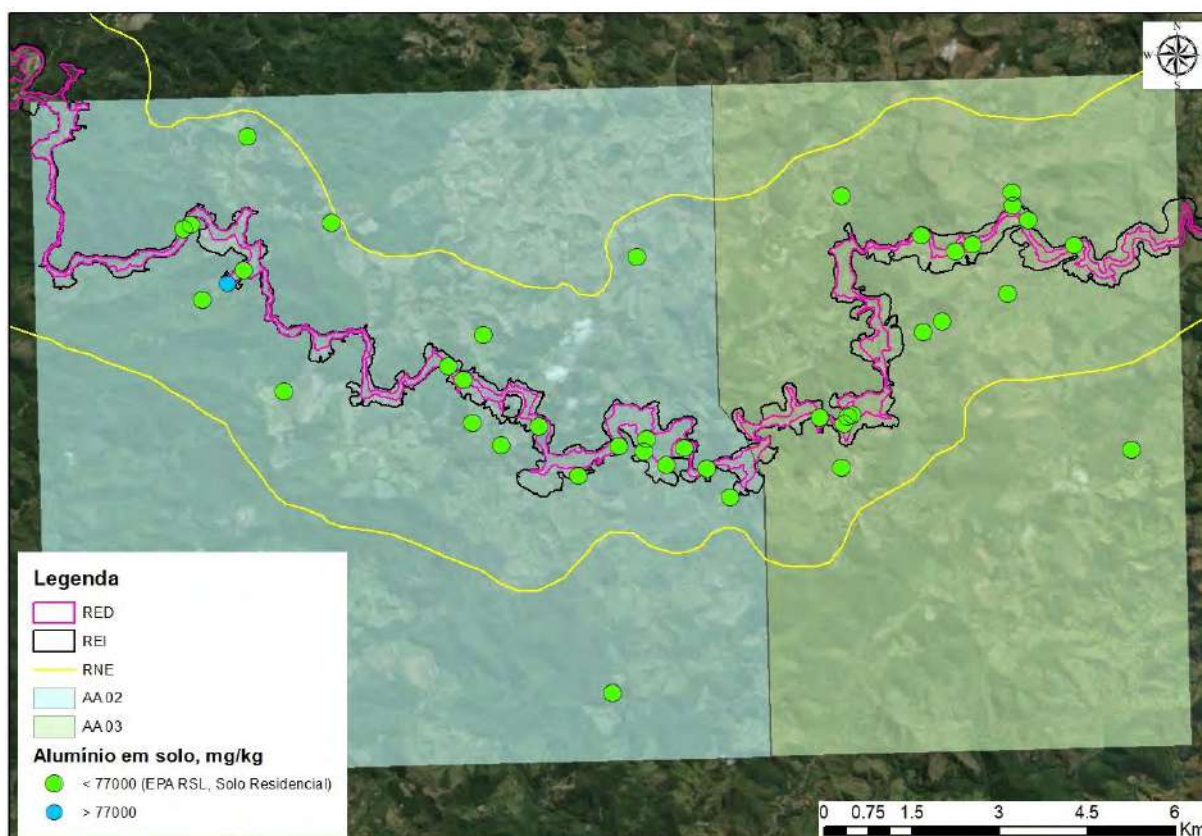 N
W
S
Legenda
RED
REI
RNE
AA 02
AA 03
Alumínio em solo, mg/kg
< 77000 (EPA RSL, Solo Residencial)
> 77000
0 0.75 1.5 3 4.5 6
Km